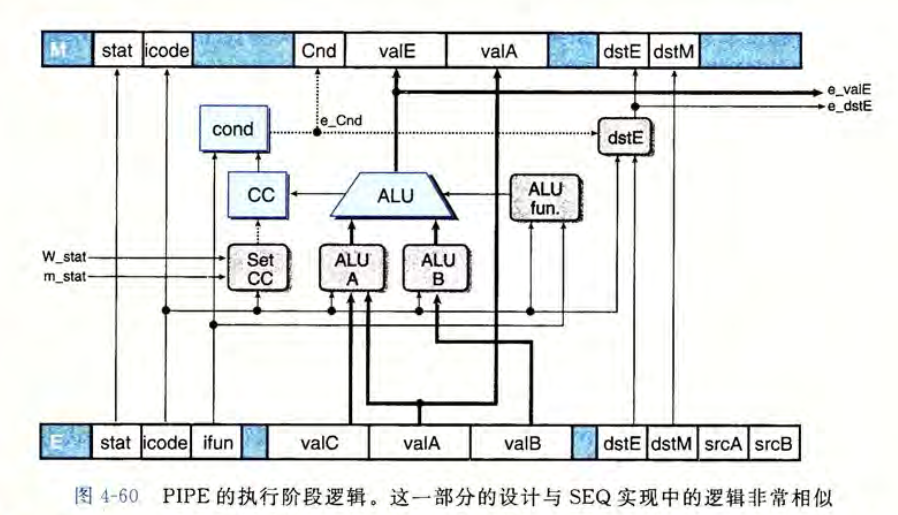 M stat icode Cnd valE valA dstE dstM
e_valE
e_dstE
cond
e_Cnd
dstE
CC
ALU
ALU
fun.
W_stat
m_stat
Set
CC
ALU
A
ALU
B
E stat icode ifun valC valA valB dstE dstM srcA srcB
图 4-60 PIPE 的执行阶段逻辑。这一部分的设计与 SEQ 实现中的逻辑非常相似